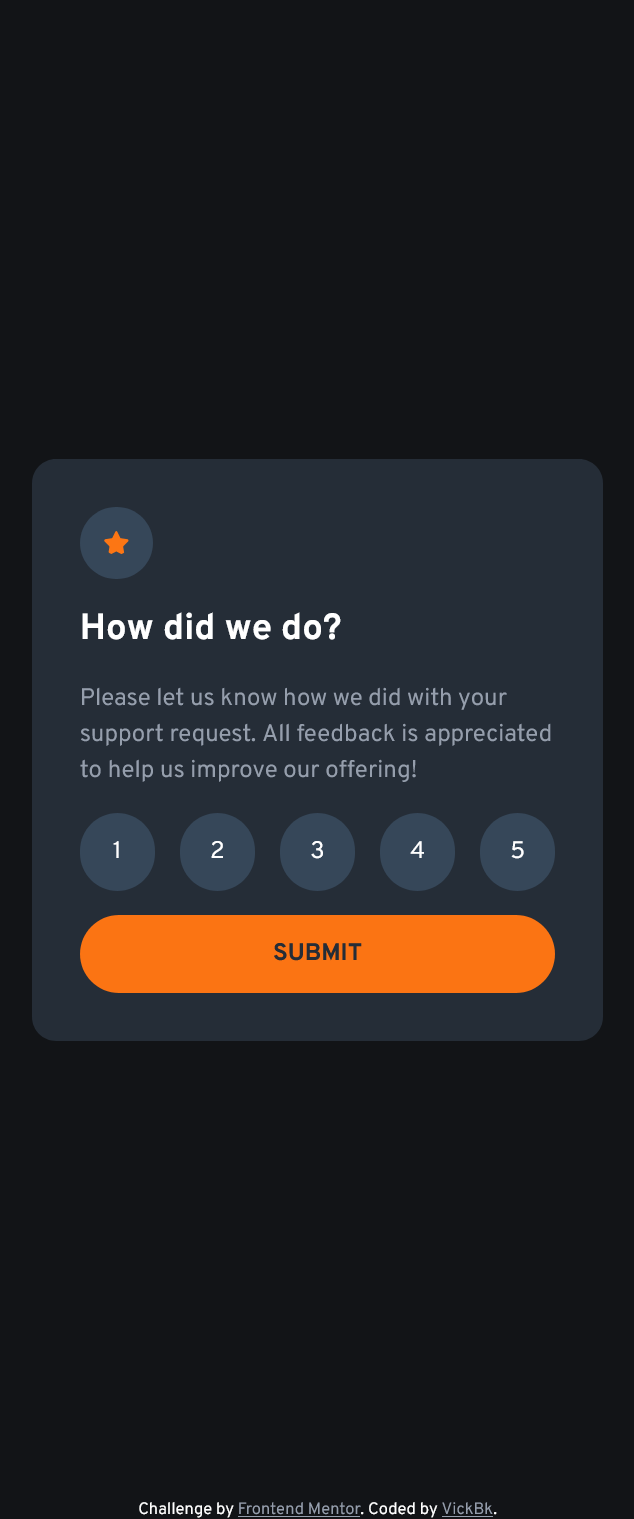 How did we do?
Please let us know how we did with your
support request. All feedback is appreciated
to help us improve our offering!
1 2 3 4 5
SUBMIT
Challenge by Frontend Mentor. Coded by VickBk.